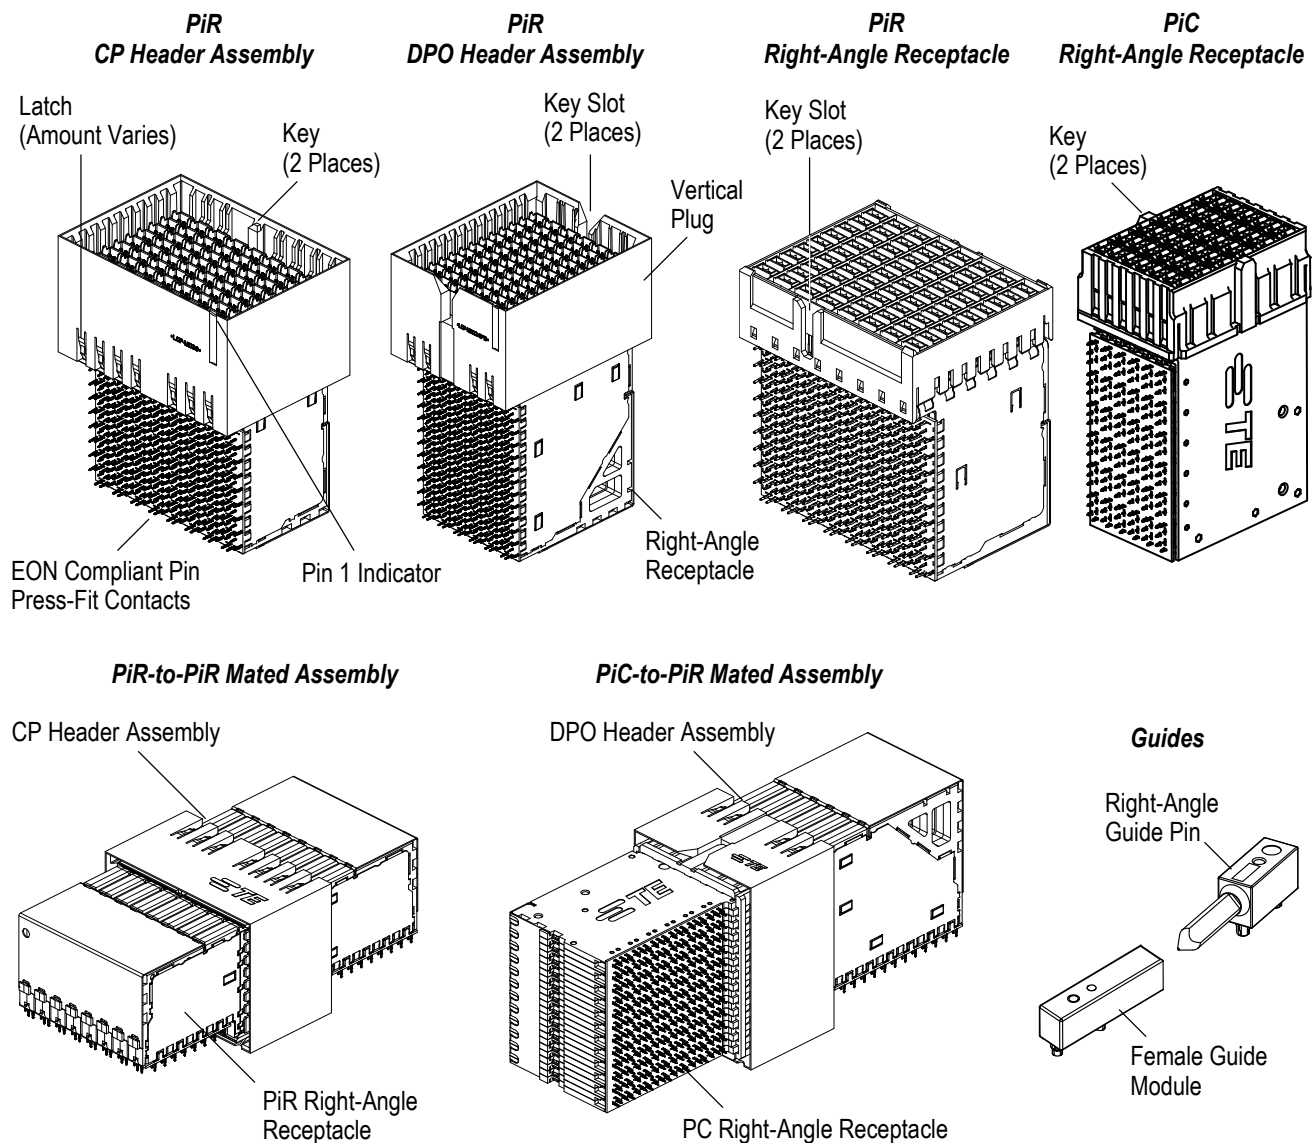 PiR
CP Header Assembly
PiR
DPO Header Assembly
PiR
Right-Angle Receptacle
PiC
Right-Angle Receptacle
Latch
(Amount Varies)
Key
(2 Places)
Key Slot
(2 Places)
Vertical
Plug
Key Slot
(2 Places)
Key
(2 Places)
TE
EON Compliant Pin
Press-Fit Contacts
Pin 1 Indicator
Right-Angle
Receptacle
PiR-to-PiR Mated Assembly
PiC-to-PiR Mated Assembly
CP Header Assembly
DPO Header Assembly
Guides
Right-Angle
Guide Pin
TE
TE
TE
Female Guide
Module
PiR Right-Angle
Receptacle
PC Right-Angle Receptacle